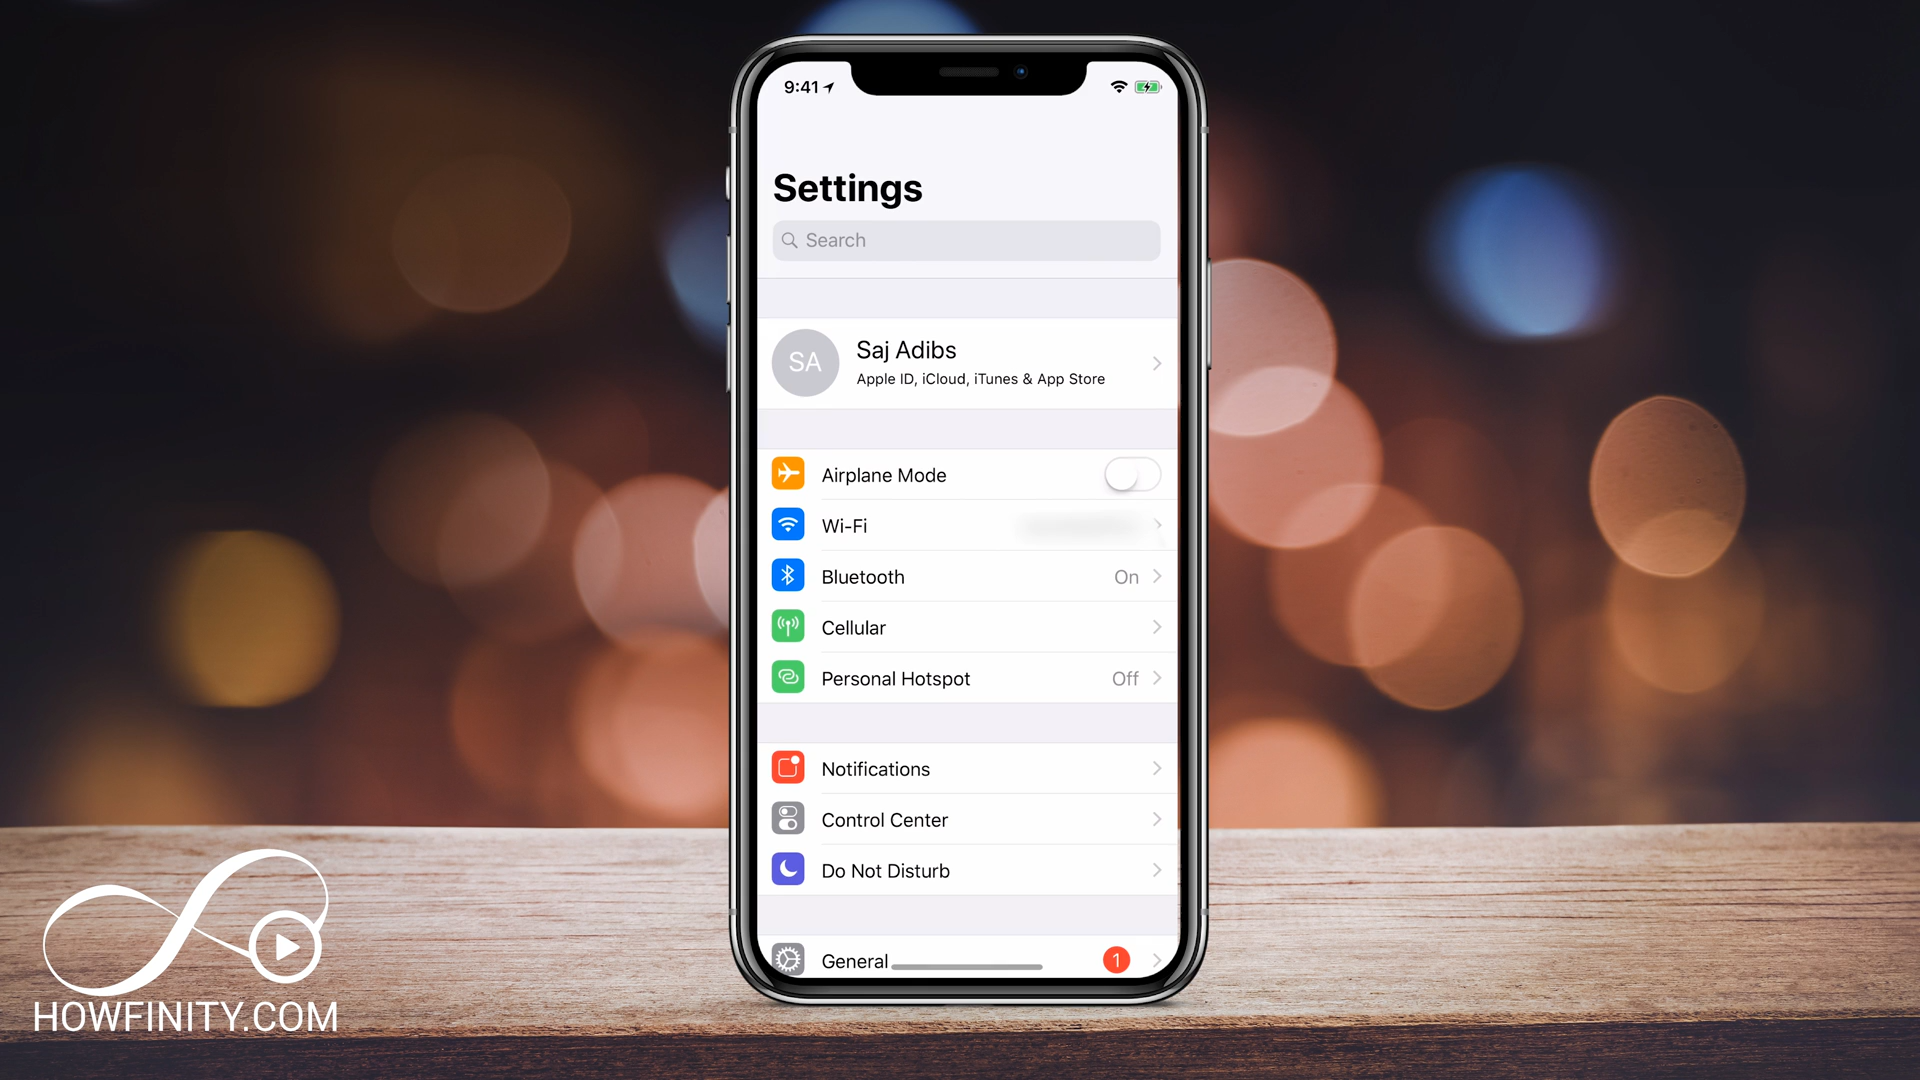 9:41
Settings
Search
SA
Saj Adibs
Apple ID, iCloud, iTunes & App Store
Airplane Mode
Wi-Fi
Bluetooth On
Cellular
Personal Hotspot Off
Notifications
Control Center
Do Not Disturb
General 1
HOWFINITY.COM